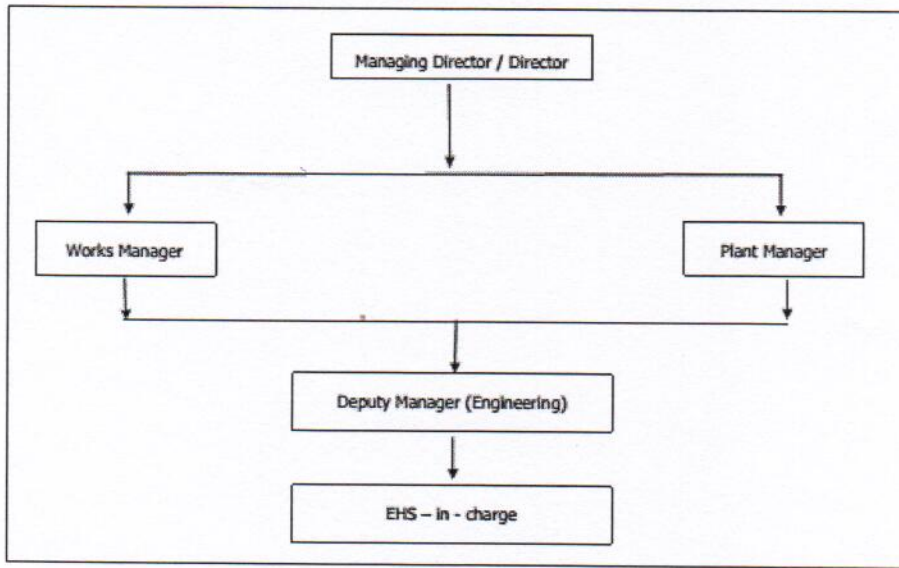 Managing Director / Director
Works Manager
Plant Manager
Deputy Manager (Engineering)
EHS – in - charge